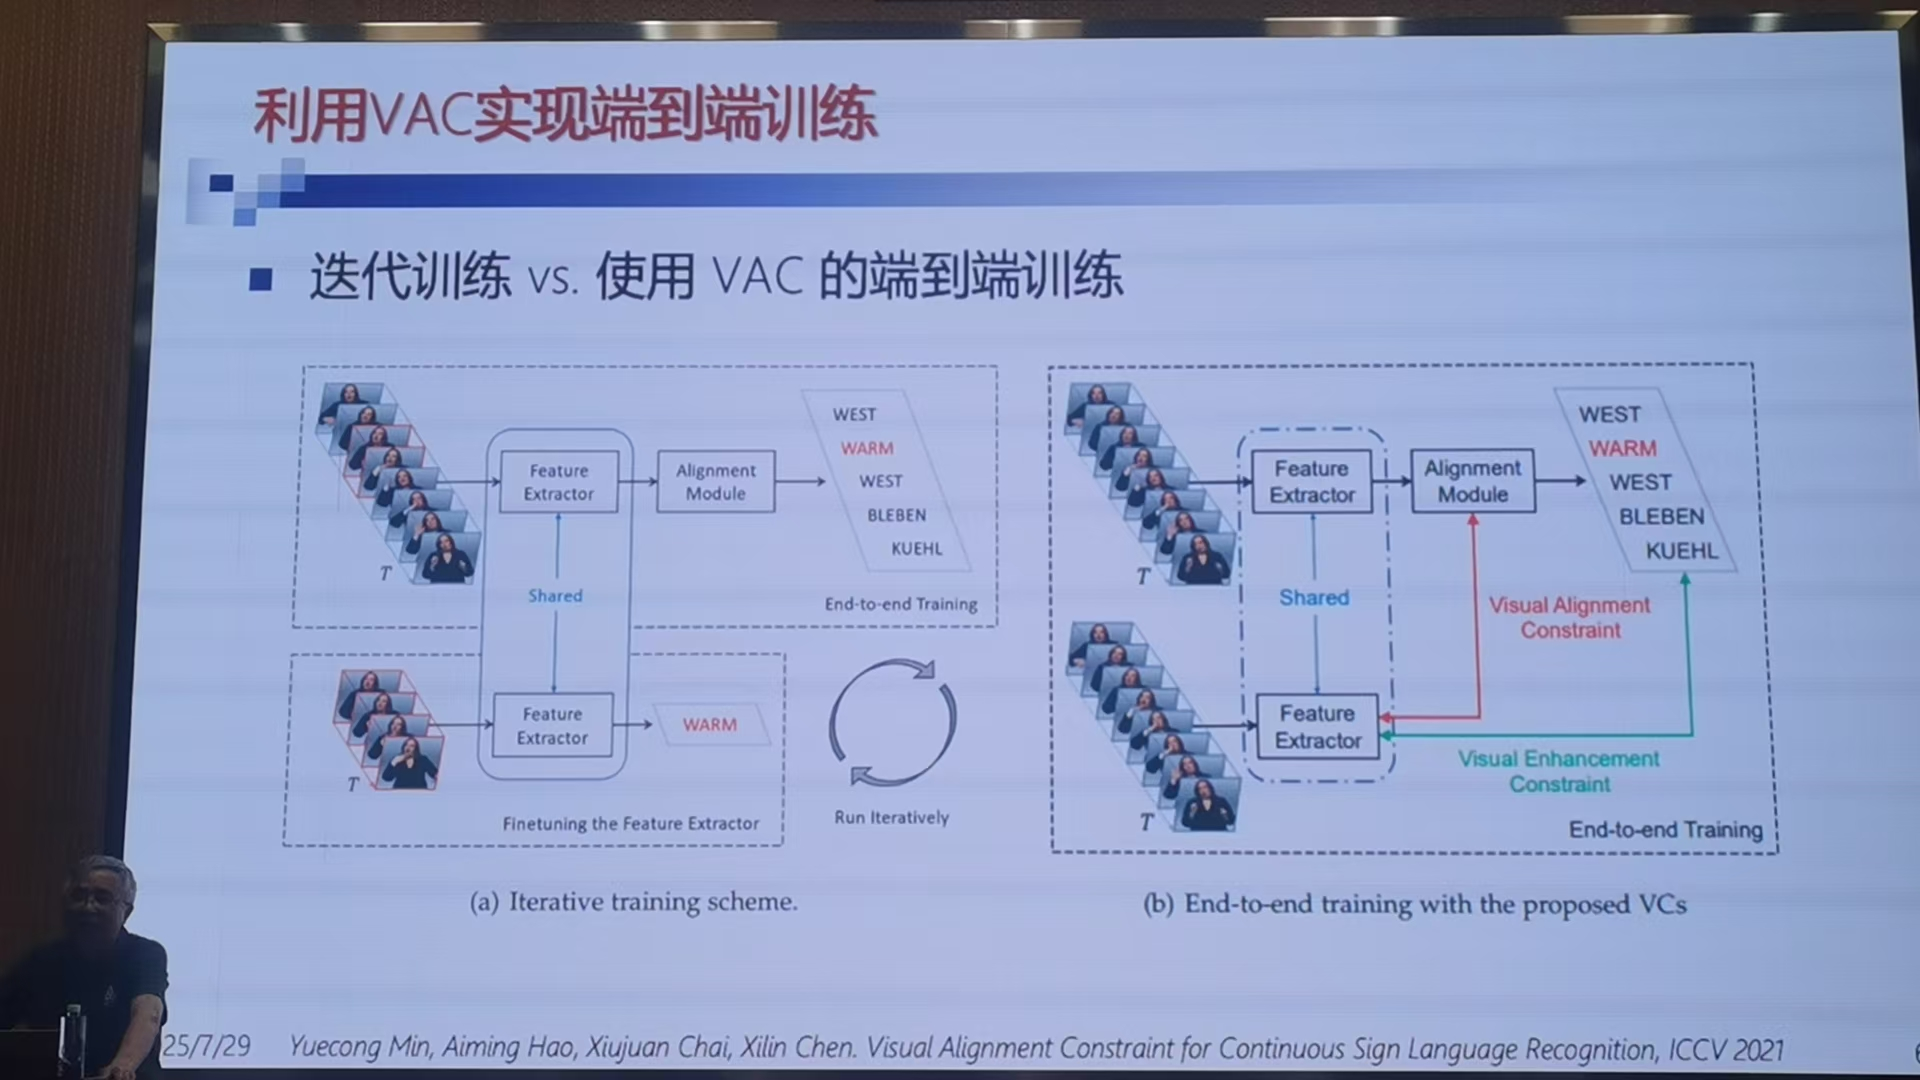 利用VAC实现端到端训练
迭代训练 vs. 使用 VAC 的端到端训练
T
Feature
Extractor
Alignment
Module
WEST
WARM
WEST
BLEBEN
KUEHL
Shared
End-to-end Training
T
Feature
Extractor
WARM
Finetuning the Feature Extractor
Run Iteratively
(a) Iterative training scheme.
T
Feature
Extractor
Alignment
Module
WEST
WARM
WEST
BLEBEN
KUEHL
Shared
Visual Alignment
Constraint
T
Feature
Extractor
Visual Enhancement
Constraint
End-to-end Training
(b) End-to-end training with the proposed VCs
25/7/29
Yuecong Min, Aiming Hao, Xiujuan Chai, Xilin Chen. Visual Alignment Constraint for Continuous Sign Language Recognition, ICCV 2021